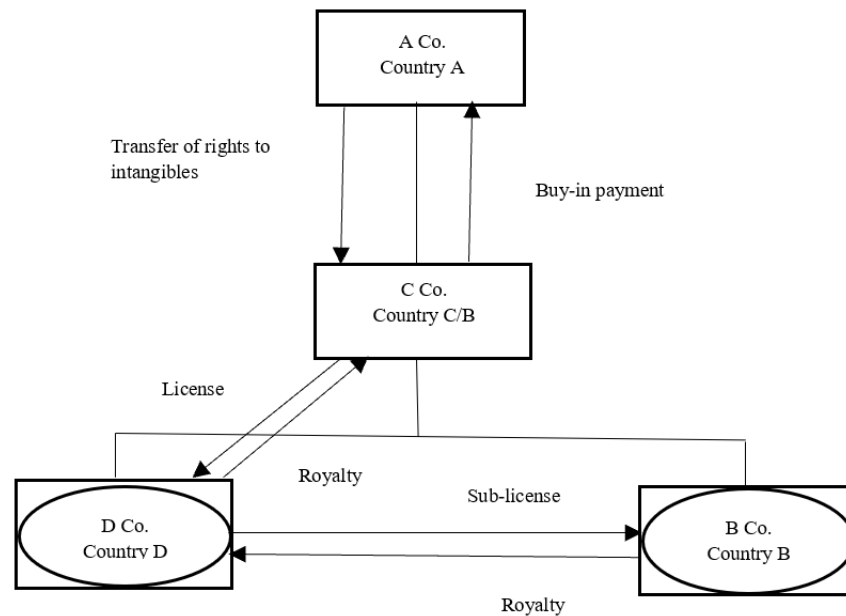 A Co.
Country A
Transfer of rights to
intangibles
Buy-in payment
C Co.
Country C/B
License
Royalty
Sub-license
D Co.
Country D
B Co.
Country B
Royalty